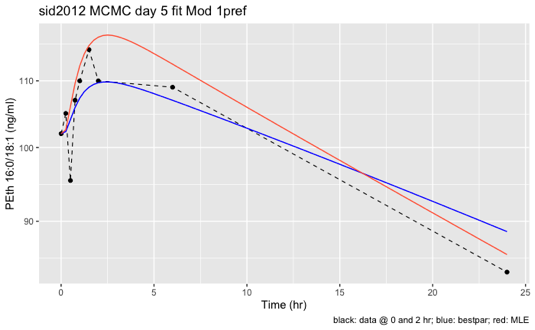 sid2012 MCMC day 5 fit Mod 1pref
PEth 16:0/18:1 (ng/ml)
110
100
90
0
5
10
15
20
25
Time (hr)
black: data @ 0 and 2 hr; blue: bestpar; red: MLE